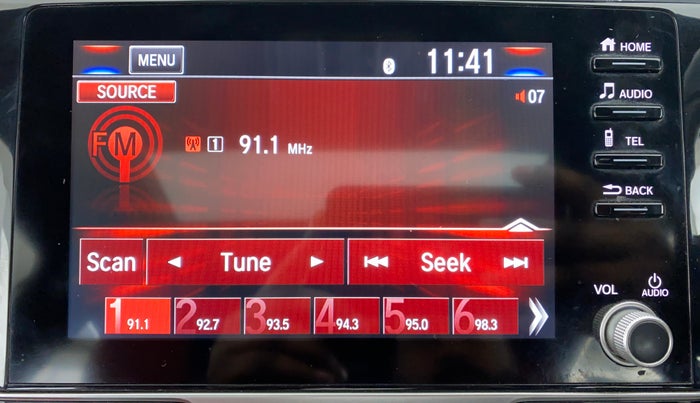 MENU
11:41
HOME
SOURCE
07
AUDIO
FM
1 91.1 MHz
TEL
BACK
Scan Tune Seek
VOL AUDIO
1 91.1 2 92.7 3 93.5 4 94.3 5 95.0 6 98.3